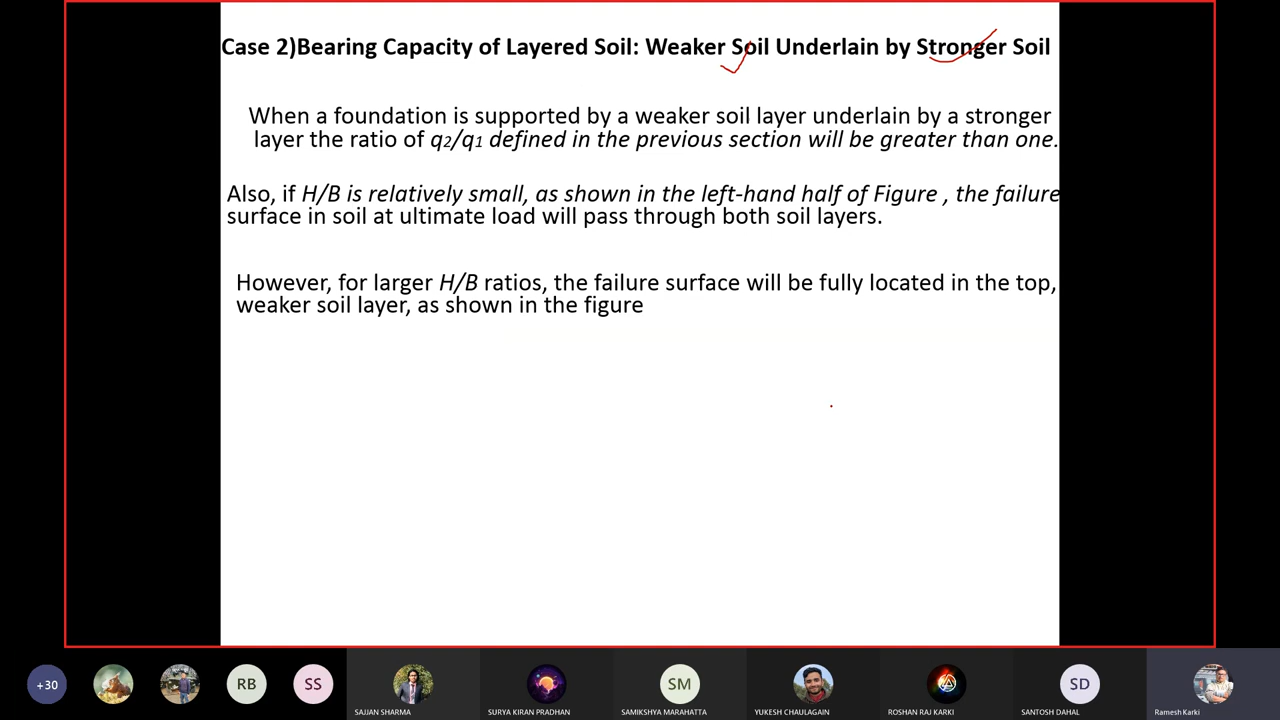 Case 2)Bearing Capacity of Layered Soil: Weaker Soil Underlain by Stronger Soil
When a foundation is supported by a weaker soil layer underlain by a stronger
layer the ratio of q2/q1 defined in the previous section will be greater than one.
Also, if H/B is relatively small, as shown in the left-hand half of Figure , the failure
surface in soil at ultimate load will pass through both soil layers.
However, for larger H/B ratios, the failure surface will be fully located in the top,
weaker soil layer, as shown in the figure
+30
RB
SS
SM
SD
SAJJAN SHARMA
SURYA KIRAN PRADHAN
SAMIKSHYA MARAHATTA
YUKESH CHAULAGAIN
ROSHAN RAJ KARKI
SANTOSH DAHAL
Ramesh Karki